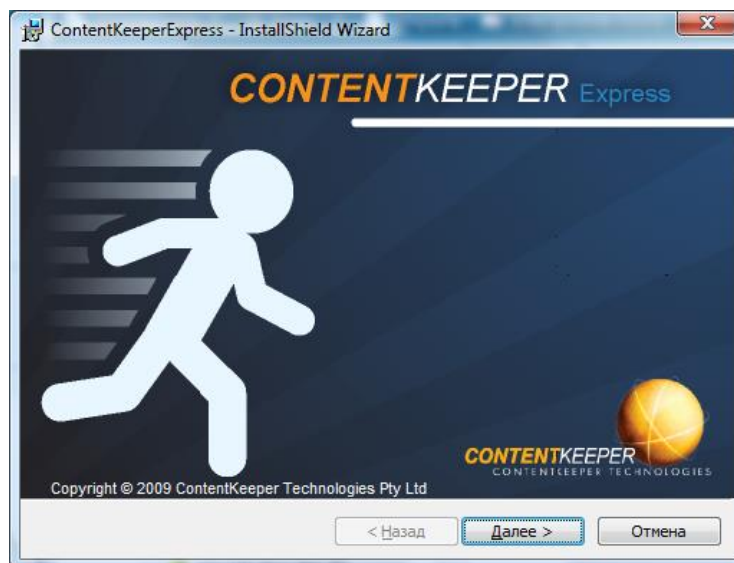 ContentKeeperExpress - InstallShield Wizard
CONTENTKEEPER Express
CONTENTKEEPER
CONTENTKEEPER TECHNOLOGIES
Copyright © 2009 ContentKeeper Technologies Pty Ltd
< Назад Далее > Отмена